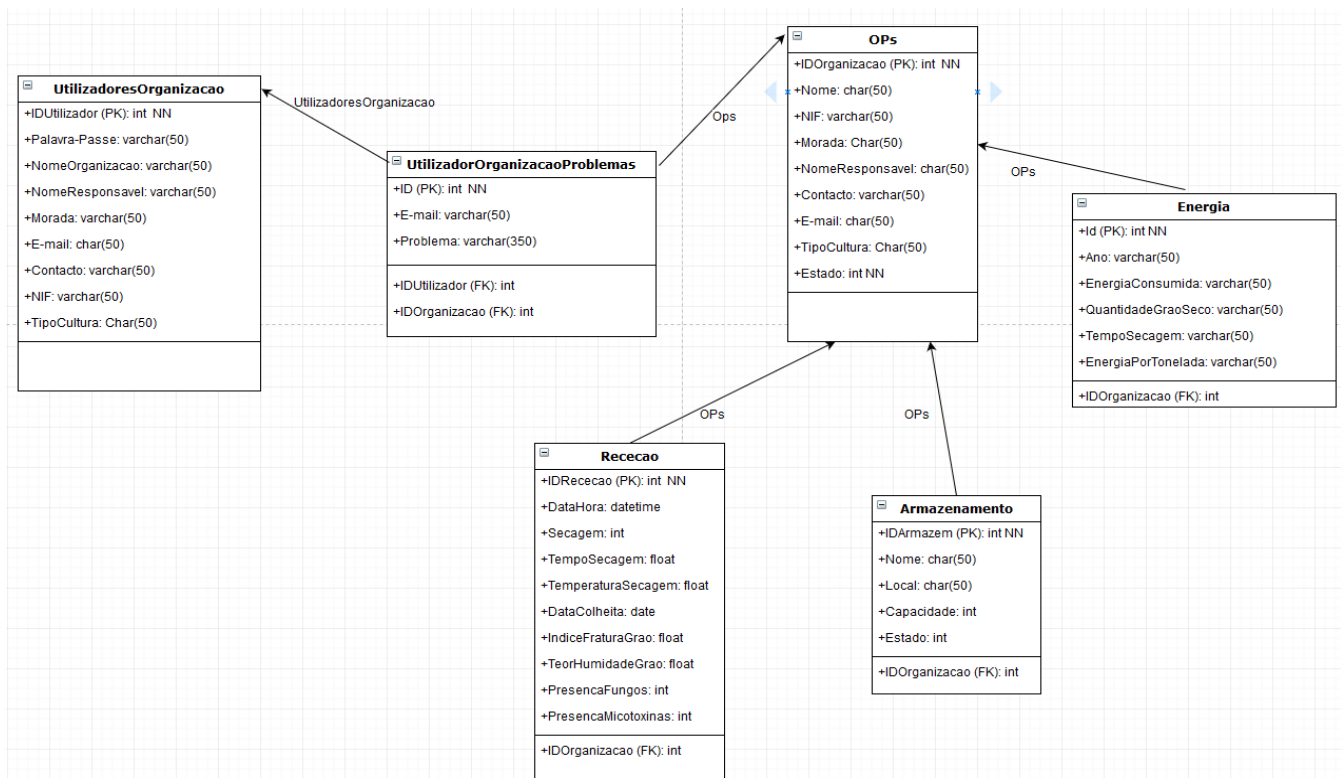 UtilizadoresOrganizacao
+IDUtilizador (PK): int NN
+Palavra-Passe: varchar(50)
+NomeOrganizacao: varchar(50)
+NomeResponsavel: varchar(50)
+Morada: varchar(50)
+E-mail: char(50)
+Contacto: varchar(50)
+NIF: varchar(50)
+TipoCultura: Char(50)
UtilizadoresOrganizacao
UtilizadorOrganizacaoProblemas
+ID (PK): int NN
+E-mail: varchar(50)
+Problema: varchar(350)
+IDUtilizador (FK): int
+IDOrganizacao (FK): int
Ops
OPs
+IDOrganizacao (PK): int NN
+Nome: char(50)
+NIF: varchar(50)
+Morada: Char(50)
+NomeResponsavel: char(50)
+Contacto: varchar(50)
+E-mail: char(50)
+TipoCultura: Char(50)
+Estado: int NN
OPs
Energia
+Id (PK): int NN
+Ano: varchar(50)
+EnergiaConsumida: varchar(50)
+QuantidadeGraoSeco: varchar(50)
+TempoSecagem: varchar(50)
+EnergiaPorTonelada: varchar(50)
+IDOrganizacao (FK): int
OPs
Rececao
+IDRececao (PK): int NN
+DataHora: datetime
+Secagem: int
+TempoSecagem: float
+TemperaturaSecagem: float
+DataColheita: date
+IndiceFraturaGrao: float
+TeorHumidadeGrao: float
+PresencaFungos: int
+PresencaMicotoxinas: int
+IDOrganizacao (FK): int
OPs
Armazenamento
+IDArmazem (PK): int NN
+Nome: char(50)
+Local: char(50)
+Capacidade: int
+Estado: int
+IDOrganizacao (FK): int